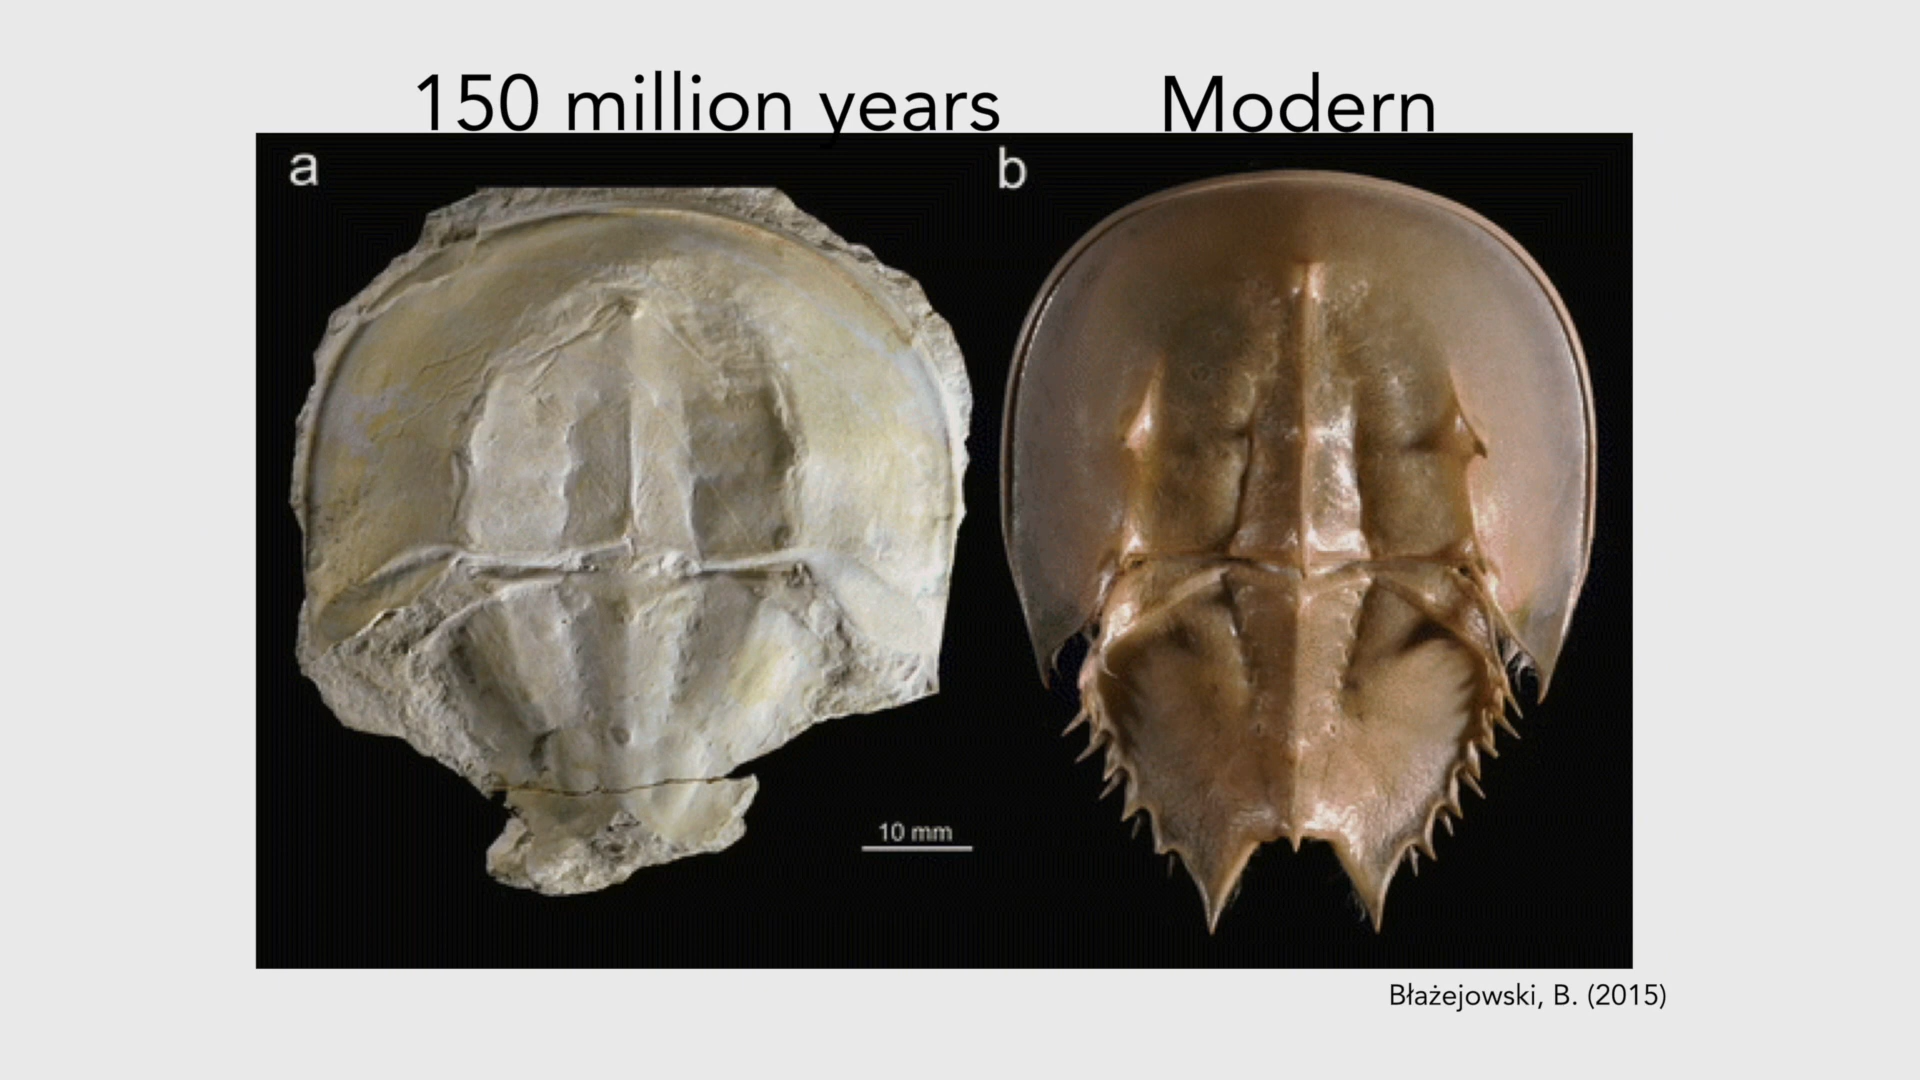 150 million years
Modern
a
b
10 mm
Błażejowski, B. (2015)